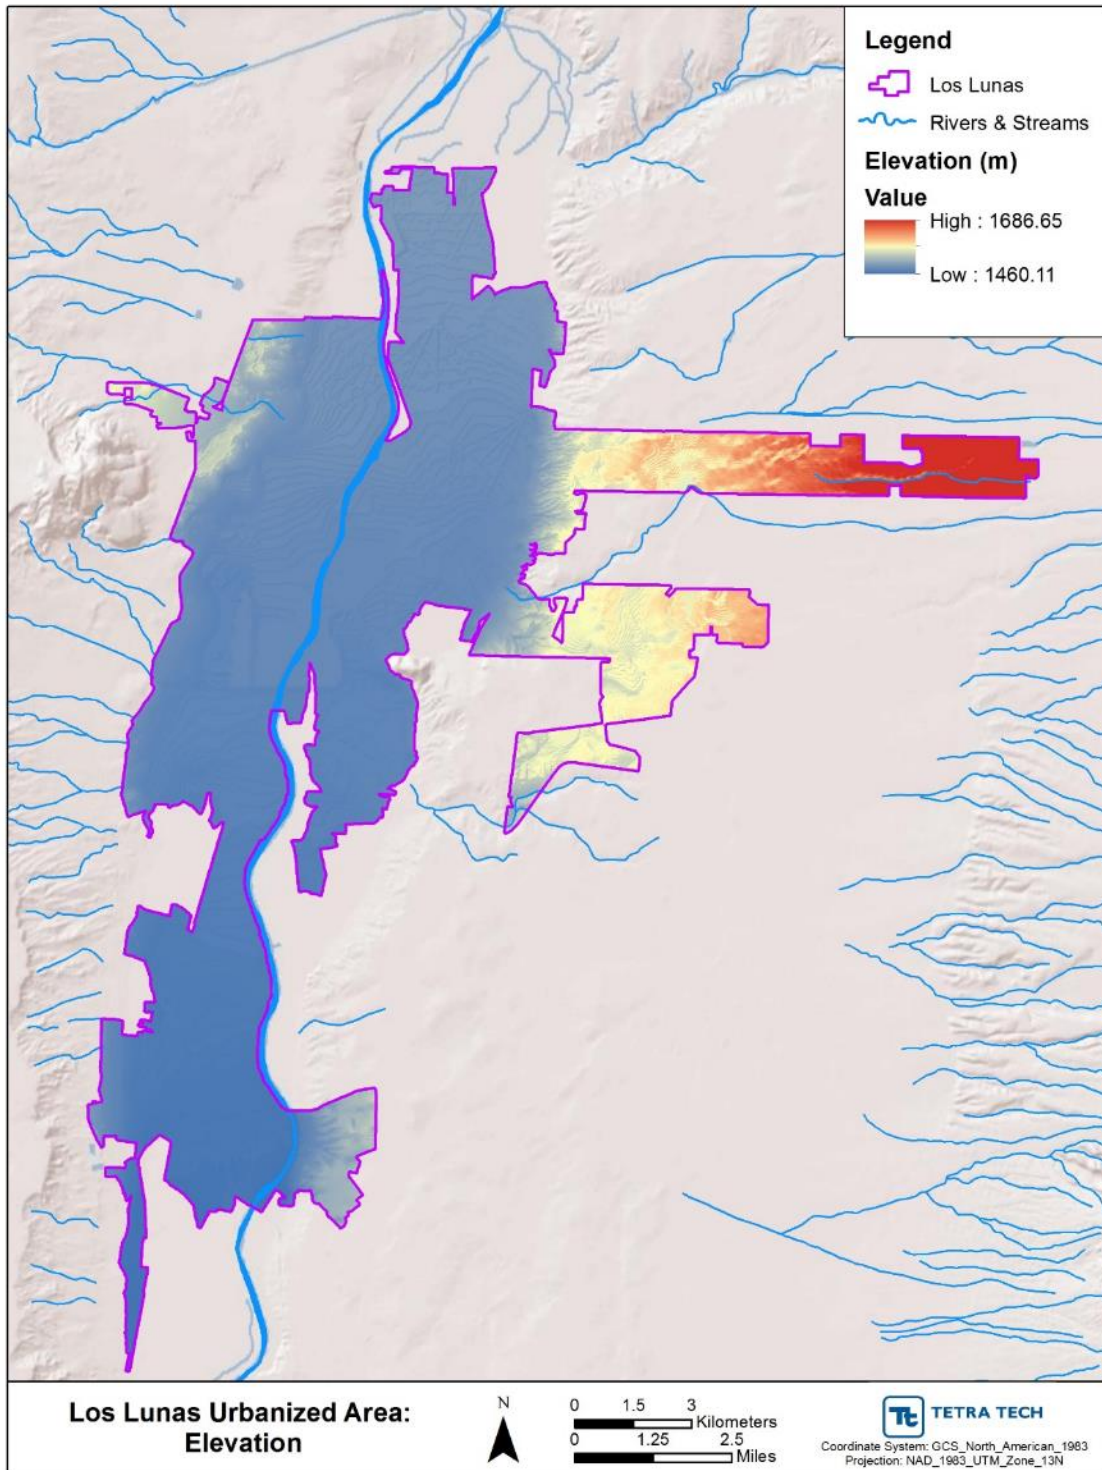 Legend
Los Lunas
Rivers & Streams
Elevation (m)
Value
High : 1686.65
Low : 1460.11
Los Lunas Urbanized Area:
Elevation
N
0 1.5 3
Kilometers
0 1.25 2.5
Miles
Tt TETRA TECH
Coordinate System: GCS_North_American_1983
Projection: NAD_1983_UTM_Zone_13N